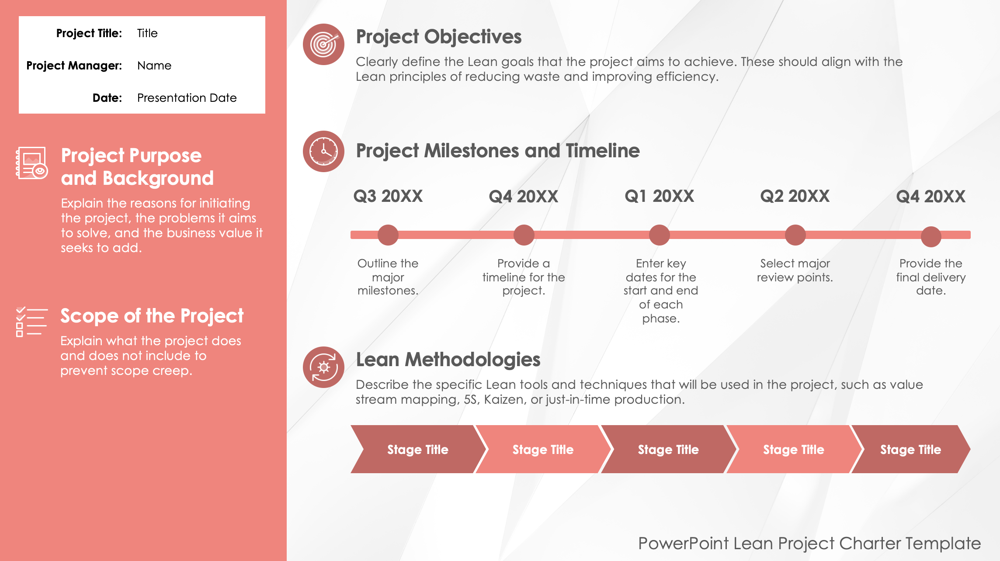 Project Title: Title
Project Manager: Name
Date: Presentation Date
Project Purpose
and Background
Explain the reasons for initiating
the project, the problems it aims
to solve, and the business value it
seeks to add.
Scope of the Project
Explain what the project does
and does not include to
prevent scope creep.
Project Objectives
Clearly define the Lean goals that the project aims to achieve. These should align with the
Lean principles of reducing waste and improving efficiency.
Project Milestones and Timeline
Q3 20XX
Outline the
major
milestones.
Q4 20XX
Provide a
timeline for the
project.
Q1 20XX
Enter key
dates for the
start and end
of each
phase.
Q2 20XX
Select major
review points.
Q4 20XX
Provide the
final delivery
date.
Lean Methodologies
Describe the specific Lean tools and techniques that will be used in the project, such as value
stream mapping, 5S, Kaizen, or just-in-time production.
Stage Title
Stage Title
Stage Title
Stage Title
Stage Title
PowerPoint Lean Project Charter Template